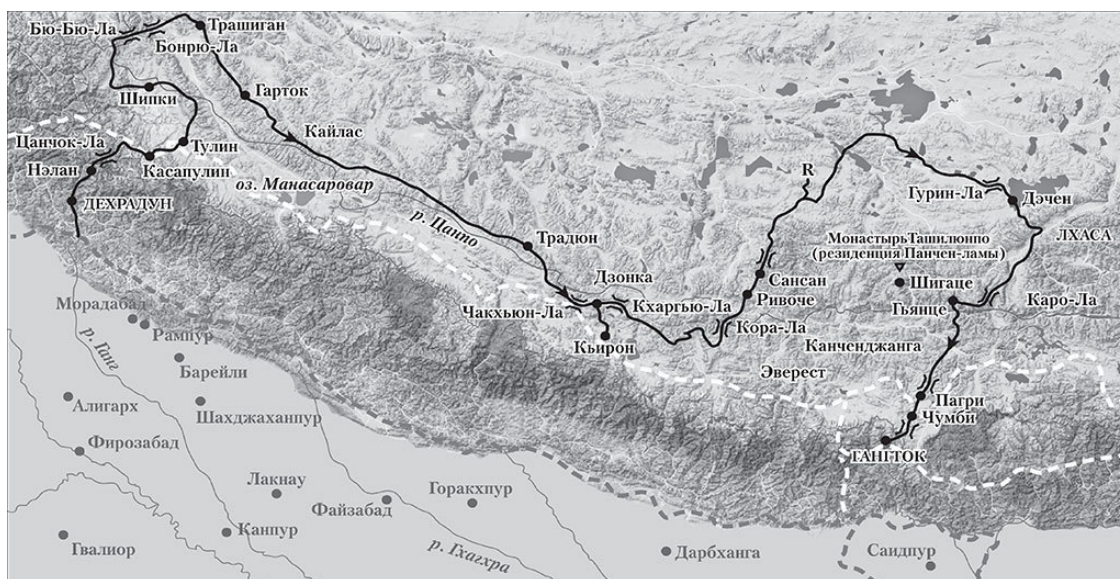 Бю-Бю-Ла
Трашиган
Бонрю-Ла
Гарток
Шипки
Кайлас
Цанчок-Ла
Тулин
Нэлан
Касапулин
оз. Манасаровар
ДЕХРАДУН
р. Цанпо
Традюн
R
Гурин-Ла
Дэчен
ЛХАСА
Монастырь Ташилюнпо
(резиденция Панчен-ламы)
Дзонка
Сансан
Шигаце
Чакхьюн-Ла
Кхаргью-Ла
Ривоче
Гьянце
Каро-Ла
Кьирон
Кора-Ла
Канченджанга
Эверест
Пагри
Чумби
ГАНГТОК
Морадабад
Рампур
р. Ганг
Барейли
Алигарх
Шахджаханпур
Фирозабад
Лакнау
Файзабад
Горакхпур
Канпур
Гвалиор
р. Гхагхра
Дарбханга
Саидпур